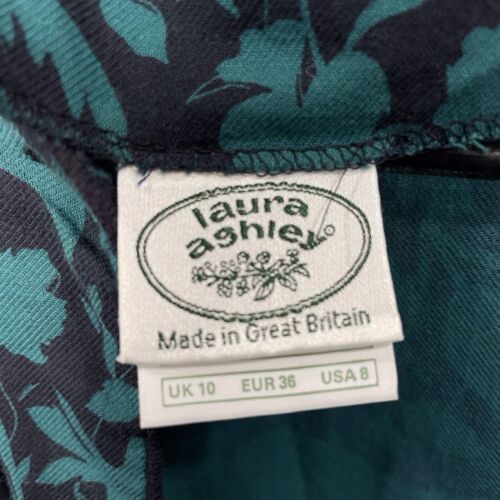 laura
ashley
Made in Great Britain
UK 10 EUR 36 USA 8